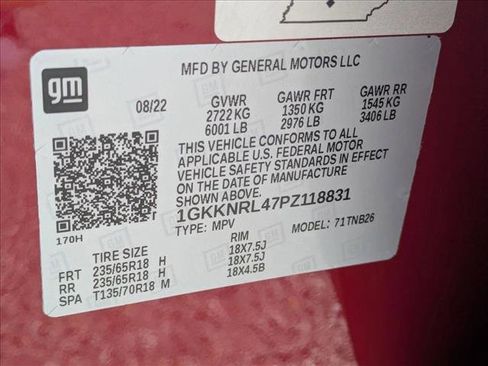 gm
MFD BY GENERAL MOTORS LLC
08/22 GVWR GAWR FRT GAWR RR
2722 KG 1350 KG 1545 KG
6001 LB 2976 LB 3406 LB
THIS VEHICLE CONFORMS TO ALL
APPLICABLE U.S. FEDERAL MOTOR
VEHICLE SAFETY STANDARDS IN EFFECT
ON THE DATE OF MANUFACTURE
SHOWN ABOVE.
1GKKNRL47PZ118831
170H
TYPE: MPV MODEL: 71TNB26
TIRE SIZE RIM
FRT 235/65R18 H 18X7.5J
RR 235/65R18 H 18X7.5J
SPA T135/70R18 M 18X4.5B